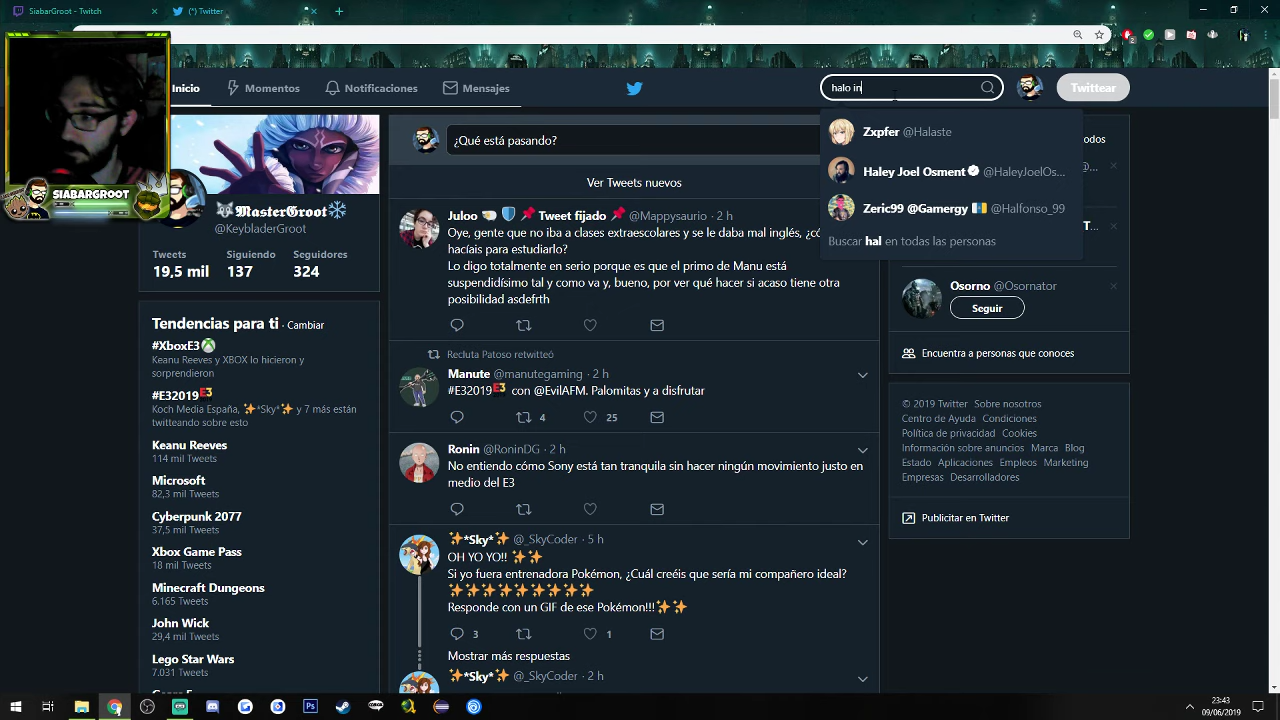 SiabarGroot - Twitch
(*) Twitter
SIABARGROOT
Inicio
Momentos
Notificaciones
Mensajes
halo in
Twittear
Zxpfer @Halaste
Haley Joel Osment @HaleyJoelOs...
Zeric99 @Gamergy @Halfonso_99
Buscar hal en todas las personas
MasterGroot
@KeybladerGroot
Tweets
Siguiendo
Seguidores
19,5 mil
137
324
Tendencias para ti · Cambiar
#XboxE3
Keanu Reeves y XBOX lo hicieron y
sorprendieron
#E32019
Koch Media España, *Sky* y 7 más están
twitteando sobre esto
Keanu Reeves
114 mil Tweets
Microsoft
82,3 mil Tweets
Cyberpunk 2077
37,5 mil Tweets
Xbox Game Pass
18 mil Tweets
Minecraft Dungeons
6.165 Tweets
John Wick
29,4 mil Tweets
Lego Star Wars
7.031 Tweets
¿Qué está pasando?
Ver Tweets nuevos
Julox Tweet fijado @Mappysaurio · 2 h
Oye, gente que no iba a clases extraescolares y se le daba mal inglés, ¿có
hacíais para estudiarlo?
Lo digo totalmente en serio porque es que el primo de Manu está
suspendidísimo tal y como va y, bueno, por ver qué hacer si acaso tiene otra
posibilidad asdefrth
Recluta Patoso retwitteó
Manute @manutegaming · 2 h
#E32019 con @EvilAFM. Palomitas y a disfrutar
4
25
Ronin @RoninDG · 2 h
No entiendo cómo Sony está tan tranquila sin hacer ningún movimiento justo en
medio del E3
*Sky* @_SkyCoder · 5 h
OH YO YO!!
Si yo fuera entrenadora Pokémon, ¿Cuál creéis que sería mi compañero ideal?
Responde con un GIF de ese Pokémon!!!
3
1
Mostrar más respuestas
*Sky* @_SkyCoder · 2 h
odos
@...
T...
Osorno @Osornator
Seguir
Encuentra a personas que conoces
© 2019 Twitter Sobre nosotros
Centro de Ayuda Condiciones
Política de privacidad Cookies
Información sobre anuncios Marca Blog
Estado Aplicaciones Empleos Marketing
Empresas Desarrolladores
Publicitar en Twitter
23:43
09/06/2019